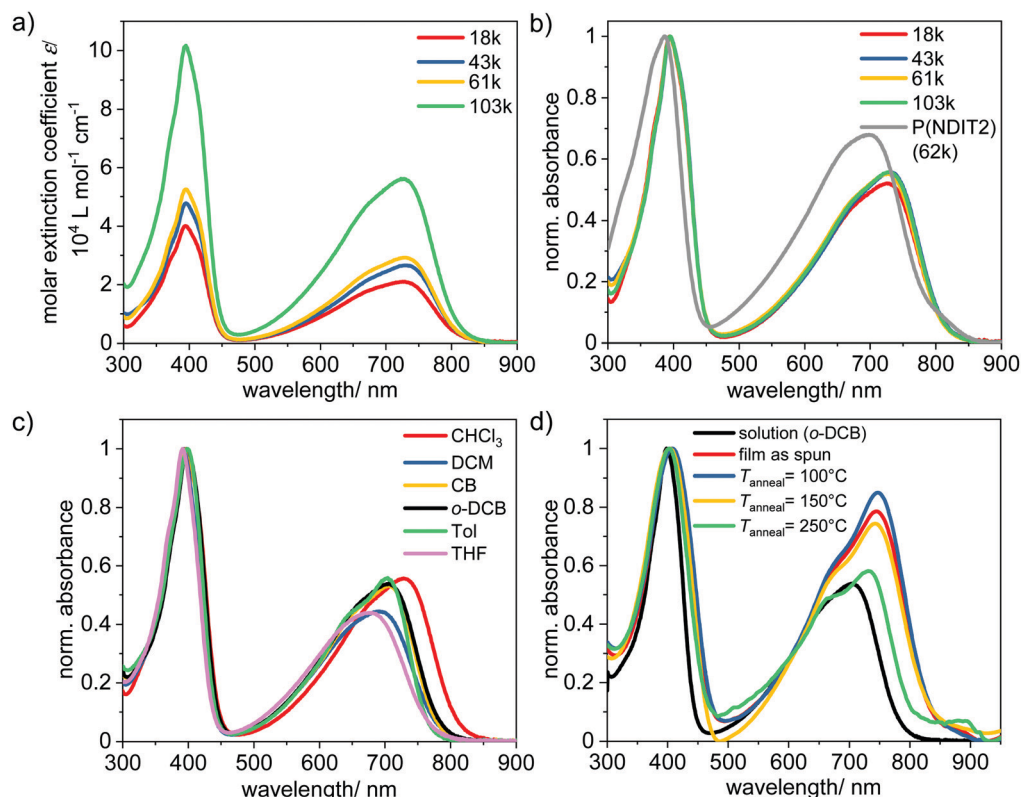 a)
molar extinction coefficient ε/
10⁴ L mol⁻¹ cm⁻¹
10
8
6
4
2
0
300 400 500 600 700 800 900
wavelength/ nm
18k
43k
61k
103k
b)
norm. absorbance
1
0.8
0.6
0.4
0.2
0
300 400 500 600 700 800 900
wavelength/ nm
18k
43k
61k
103k
P(NDIT2)
(62k)
c)
norm. absorbance
1
0.8
0.6
0.4
0.2
0
300 400 500 600 700 800 900
wavelength/ nm
CHCl₃
DCM
CB
o-DCB
Tol
THF
d)
norm. absorbance
1
0.8
0.6
0.4
0.2
0
300 400 500 600 700 800 900
wavelength/ nm
solution (o-DCB)
film as spun
Tanneal= 100°C
Tanneal= 150°C
Tanneal= 250°C